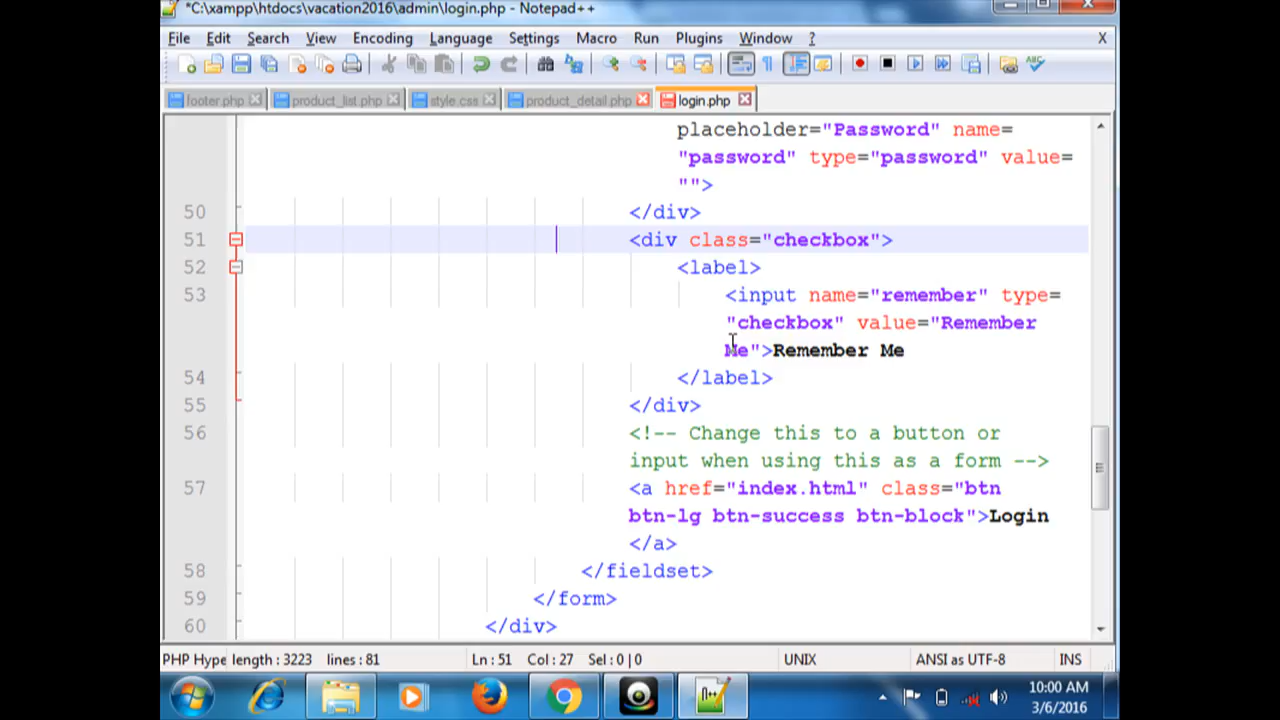 *C:\xampp\htdocs\vacation2016\admin\login.php - Notepad++
File Edit Search View Encoding Language Settings Macro Run Plugins Window ? X
footer.php product_list.php style.css product_detail.php login.php
placeholder="Password" name=
"password" type="password" value=
"">
50 </div>
51 <div class="checkbox">
52 <label>
53 <input name="remember" type=
"checkbox" value="Remember
Me">Remember Me
54 </label>
55 </div>
56 <!-- Change this to a button or
input when using this as a form -->
57 <a href="index.html" class="btn
btn-lg btn-success btn-block">Login
</a>
58 </fieldset>
59 </form>
60 </div>
PHP Hype length : 3223 lines : 81 Ln : 51 Col : 27 Sel : 0 | 0 UNIX ANSI as UTF-8 INS
10:00 AM
3/6/2016